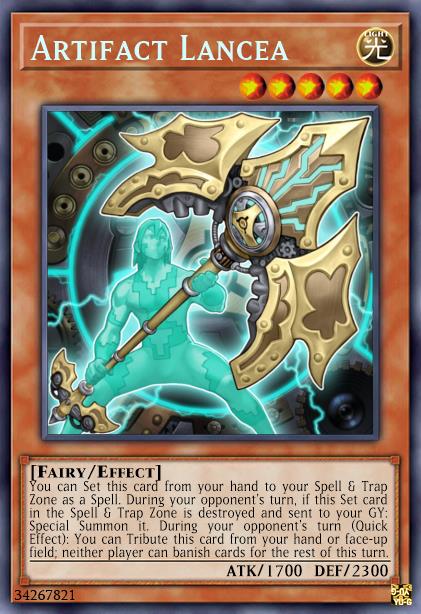 ARTIFACT LANCEA
LIGHT
光
[FAIRY/EFFECT]
You can Set this card from your hand to your Spell & Trap
Zone as a Spell. During your opponent's turn, if this Set card
in the Spell & Trap Zone is destroyed and sent to your GY:
Special Summon it. During your opponent's turn (Quick
Effect): You can Tribute this card from your hand or face-up
field; neither player can banish cards for the rest of this turn.
ATK/1700 DEF/2300
34267821